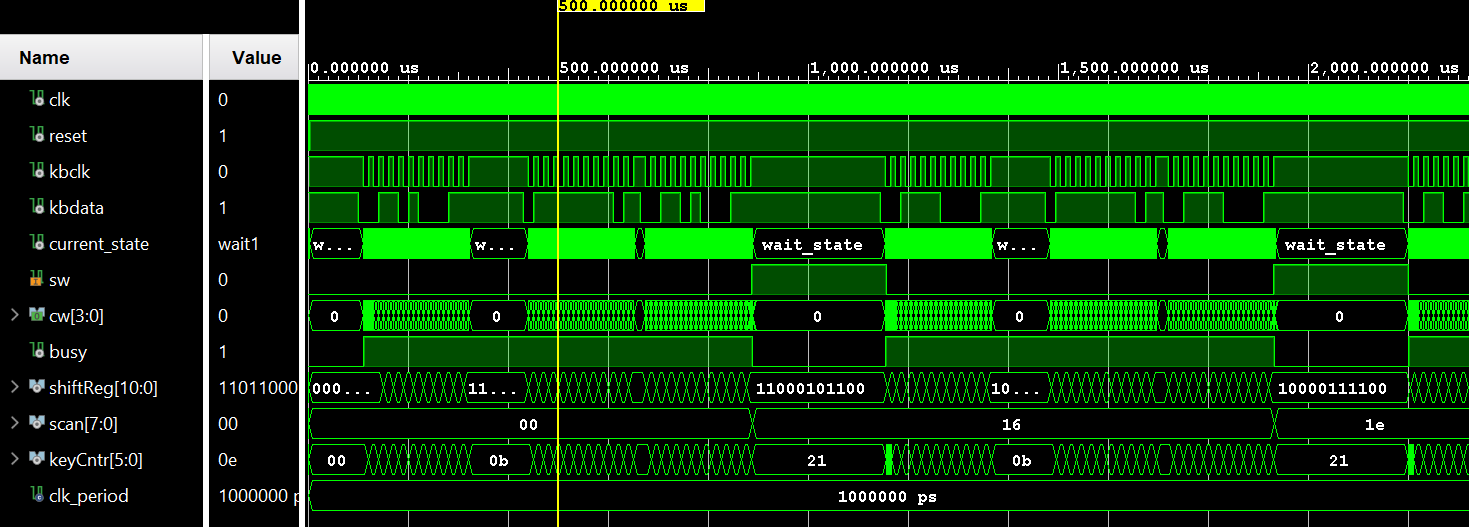 500.000000 us
Name Value
0.000000 us 500.000000 us 1,000.000000 us 1,500.000000 us 2,000.000000 us
clk 0
reset 1
kbclk 0
kbdata 1
current_state wait1 w... w... wait_state w... wait_state
sw 0
cw[3:0] 0 0 0 0 0 0
busy 1
shiftReg[10:0] 11011000 000... 11... 11000101100 10... 10000111100
scan[7:0] 00 00 16 1e
keyCntr[5:0] 0e 00 0b 21 0b 21
clk_period 1000000 p 1000000 ps